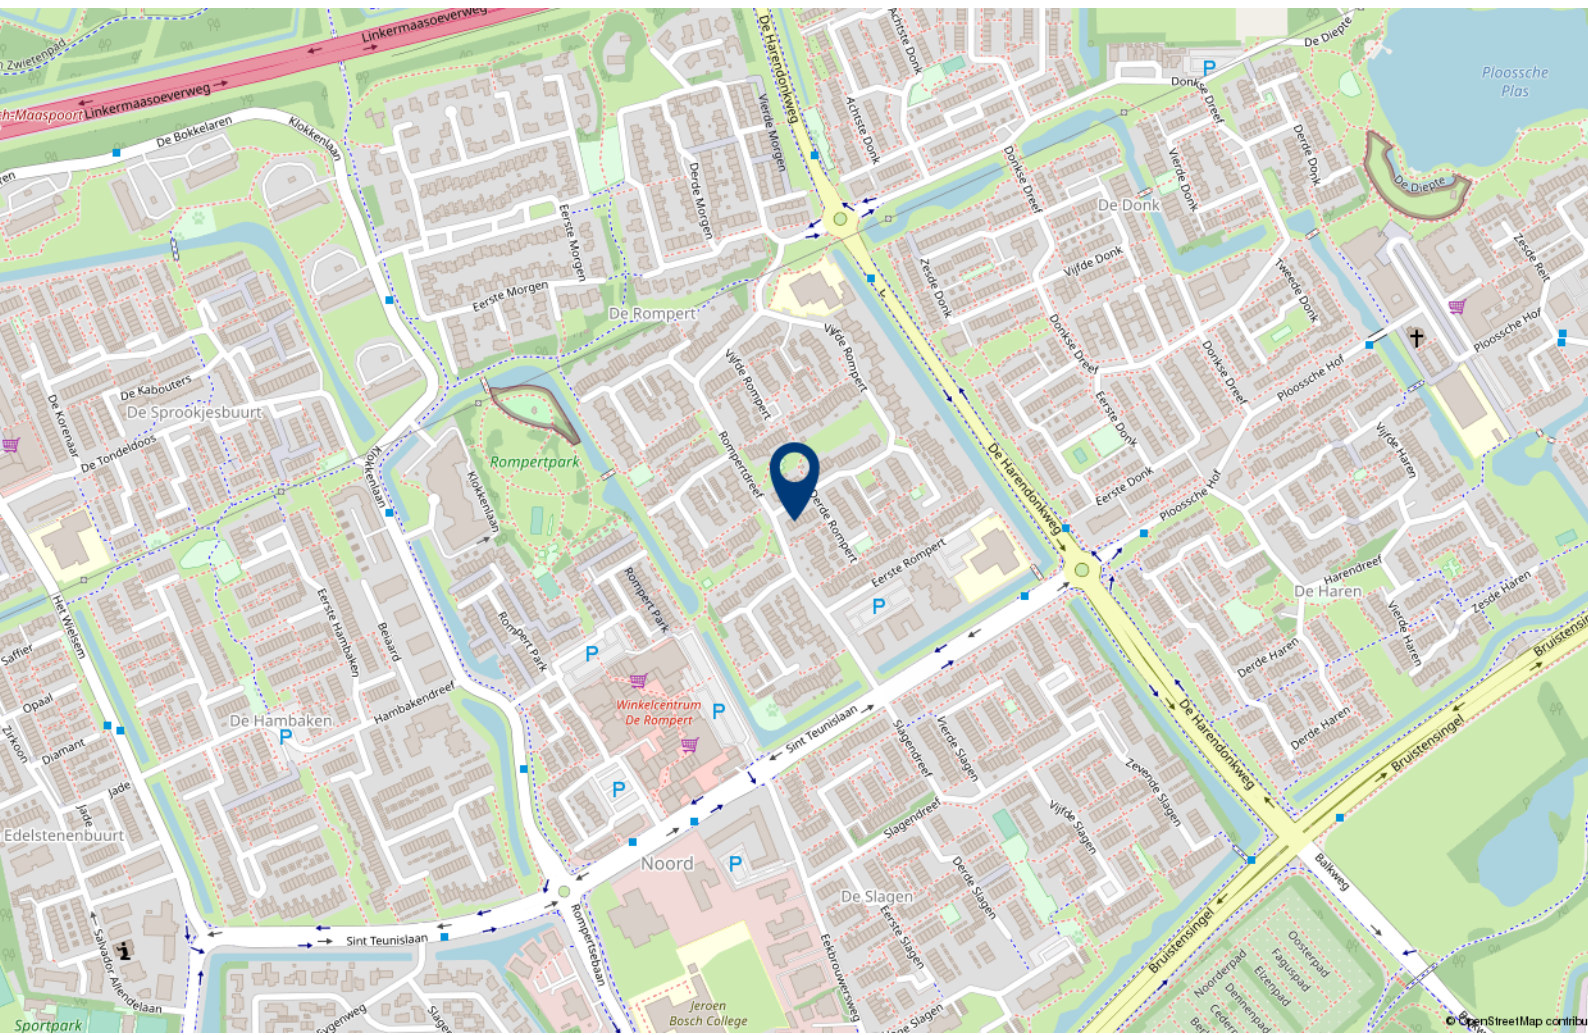 Linkermaasoeverweg
De Harendonkweg
Achtste Donk
De Diepte
Zwietenpad
Donkse Dreef
Ploossche
Plas
Linkermaasoeverweg
ch-Maaspoort
De Bokkelaren
Klokkenlaan
Vierde Morgen
Achtste Donk
Derde Donk
Donkse Dreef
Vierde Donk
De Diepte
Derde Morgen
De Donk
Eerste Morgen
Zesde Reit
Vijfde Donk
Zesde Donk
Tweede Donk
Eerste Morgen
De Rompert
Vijfde Rompert
Donkse Dreef
Ploossche Hof
Vijfde Rompert
Donkse Dreef
Ploossche Hof
De Kabouters
De Korenaar
De Sprookjesbuurt
De Tondeldoos
Eerste Donk
Vijfde Haren
Klokkenlaan
Rompertpark
Rompertdreef
De Harendonkweg
Eerste Donk
Ploossche Hof
Klokkenlaan
Derde Rompert
Eerste Rompert
P
Harendreef
De Haren
Zesde Haren
Het Wielsem
Eerste Hambaken
Beiaard
Rompert Park
Rompert Park
Vierde Haren
Saffier
P
Derde Haren
Bruistensingel
Opaal
Hambakendreef
Winkelcentrum
De Rompert
P
De Hambaken
P
Zirkoon
Diamant
Sint Teunislaan
Slagendreef
Vierde Slagen
De Harendonkweg
Derde Haren
Bruistensingel
Jade
Jade
P
Zevende Slagen
Edelstenenbuurt
Vijfde Slagen
Slagendreef
Noord
P
De Slagen
Derde Slagen
Balkweg
Rompertsebaan
Eerste Slagen
Bruistensingel
Sint Teunislaan
Salvador Allendelaan
Eekbrouwersweg
Oosterpad
Faguspad
Elzenpad
Noorderpad
Dennenpad
Jeroen
Bosch College
Sportpark
© OpenStreetMap contribu